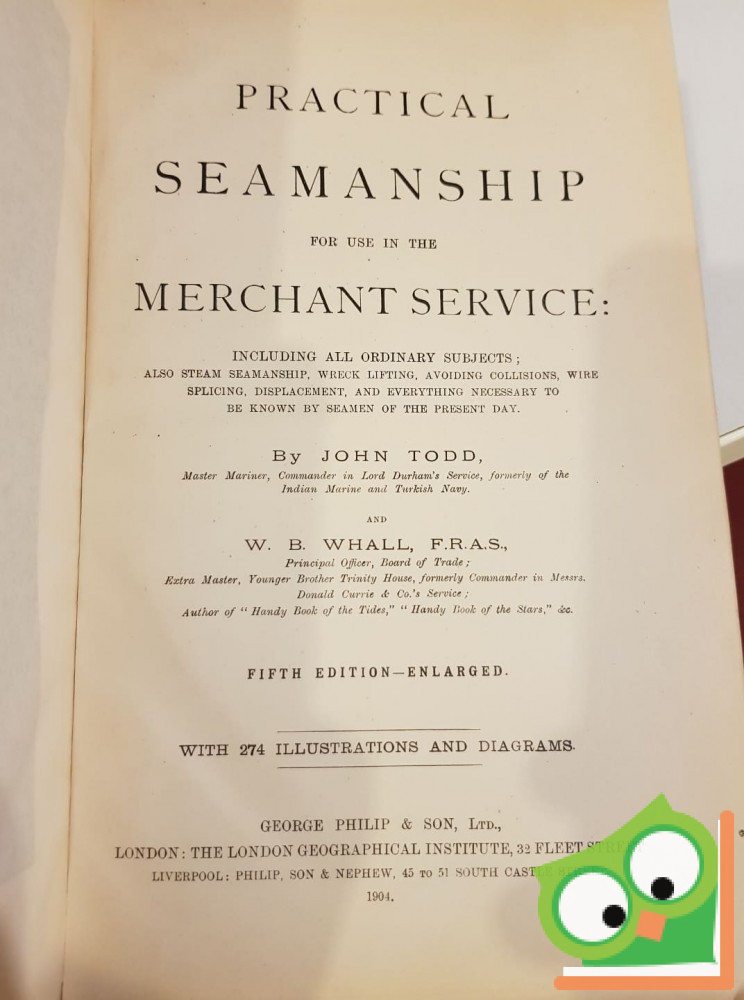 PRACTICAL
SEAMANSHIP
FOR USE IN THE
MERCHANT SERVICE:
INCLUDING ALL ORDINARY SUBJECTS;
ALSO STEAM SEAMANSHIP, WRECK LIFTING, AVOIDING COLLISIONS, WIRE
SPLICING, DISPLACEMENT, AND EVERYTHING NECESSARY TO
BE KNOWN BY SEAMEN OF THE PRESENT DAY.
By JOHN TODD,
Master Mariner, Commander in Lord Durham's Service, formerly of the
Indian Marine and Turkish Navy.
AND
W. B. WHALL, F.R.A.S.,
Principal Officer, Board of Trade;
Extra Master, Younger Brother Trinity House, formerly Commander in Messrs.
Donald Currie & Co.'s Service;
Author of "Handy Book of the Tides," "Handy Book of the Stars," &c.
FIFTH EDITION—ENLARGED.
WITH 274 ILLUSTRATIONS AND DIAGRAMS.
GEORGE PHILIP & SON, LTD.,
LONDON: THE LONDON GEOGRAPHICAL INSTITUTE, 32 FLEET STREET
LIVERPOOL: PHILIP, SON & NEPHEW, 45 TO 51 SOUTH CASTLE
1904.